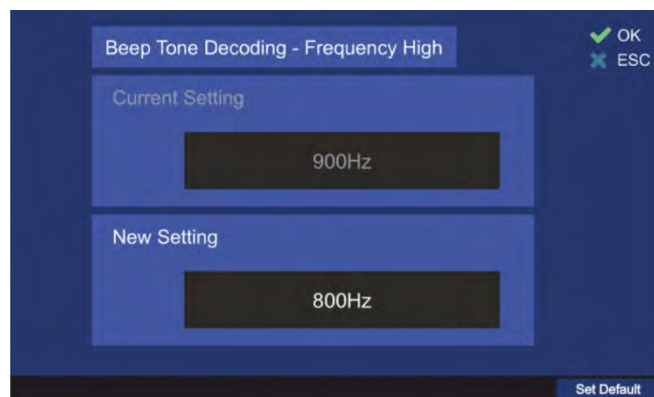 Beep Tone Decoding - Frequency High
OK
ESC
Current Setting
900Hz
New Setting
800Hz
Set Default